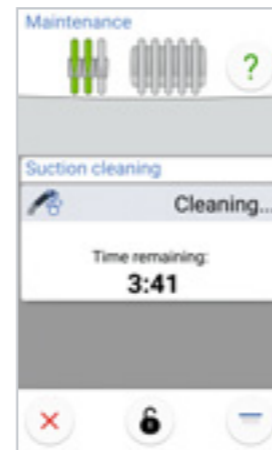 Maintenance
?
Suction cleaning
Cleaning...
Time remaining:
3:41